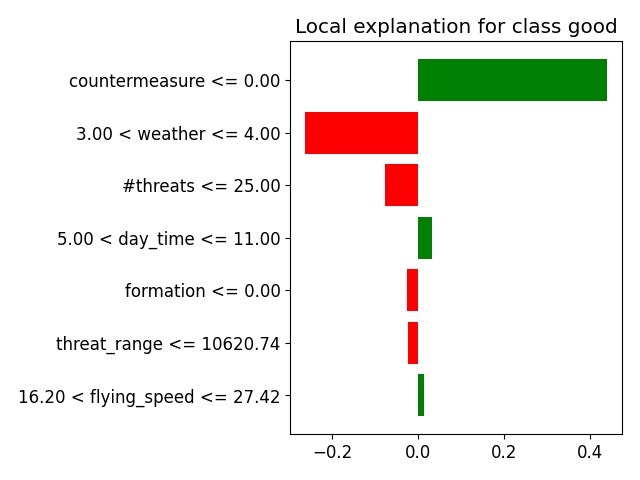 Local explanation for class good
countermeasure <= 0.00
3.00 < weather <= 4.00
#threats <= 25.00
5.00 < day_time <= 11.00
formation <= 0.00
threat_range <= 10620.74
16.20 < flying_speed <= 27.42
−0.2 0.0 0.2 0.4